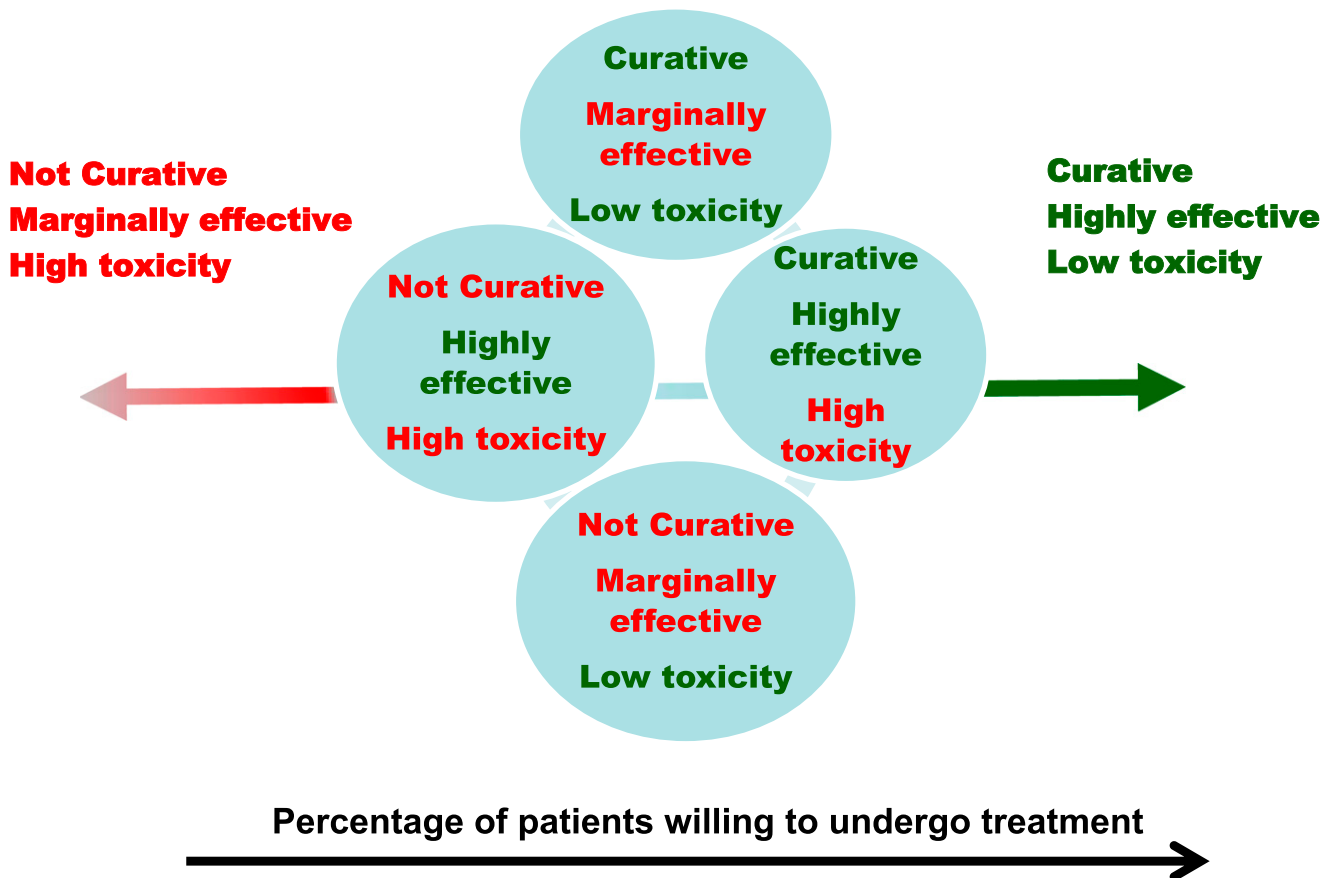 Curative
Marginally
effective
Low toxicity
Not Curative
Marginally effective
High toxicity
Curative
Highly effective
Low toxicity
Not Curative
Highly
effective
High toxicity
Curative
Highly
effective
High
toxicity
Not Curative
Marginally
effective
Low toxicity
Percentage of patients willing to undergo treatment